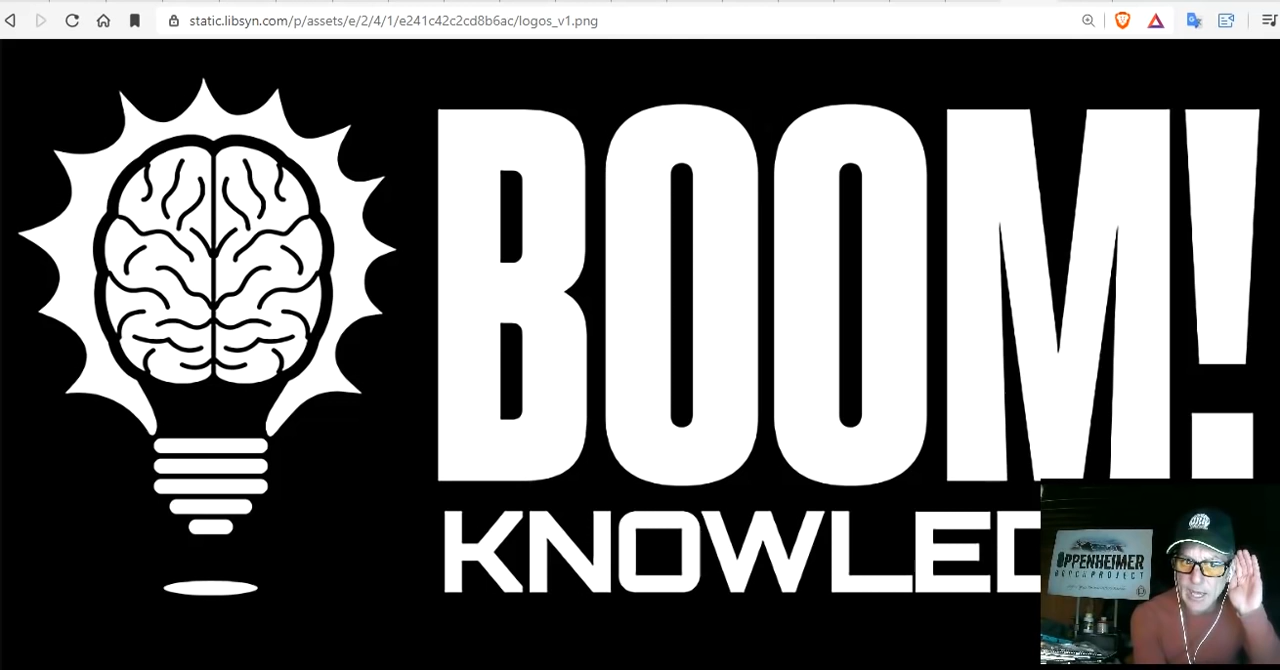 static.libsyn.com/p/assets/e/2/4/1/e241c42c2cd8b6ac/logos_v1.png
BOOM!
KNOWLED
OPPENHEIMER